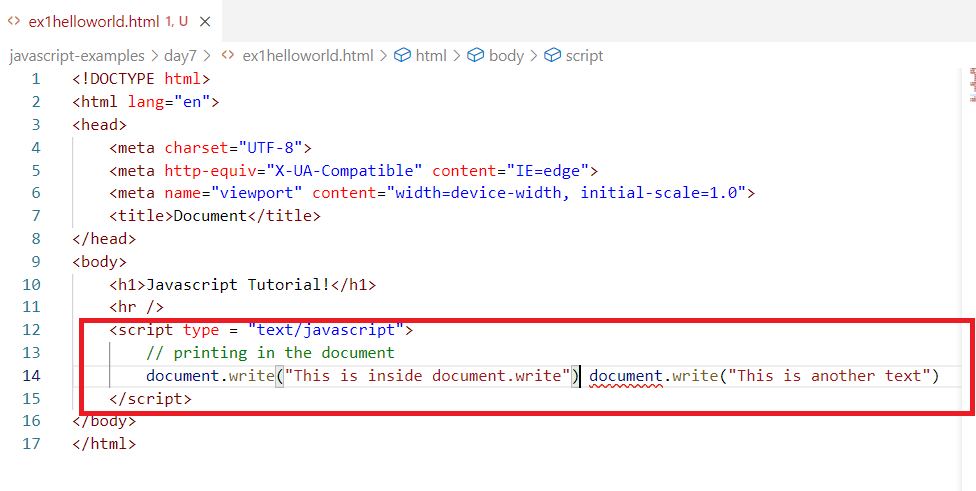 <> ex1helloworld.html 1, U ×
javascript-examples > day7 > <> ex1helloworld.html > html > body > script
1 <!DOCTYPE html>
2 <html lang="en">
3 <head>
4 <meta charset="UTF-8">
5 <meta http-equiv="X-UA-Compatible" content="IE=edge">
6 <meta name="viewport" content="width=device-width, initial-scale=1.0">
7 <title>Document</title>
8 </head>
9 <body>
10 <h1>Javascript Tutorial!</h1>
11 <hr />
12 <script type = "text/javascript">
13 // printing in the document
14 document.write("This is inside document.write") document.write("This is another text")
15 </script>
16 </body>
17 </html>